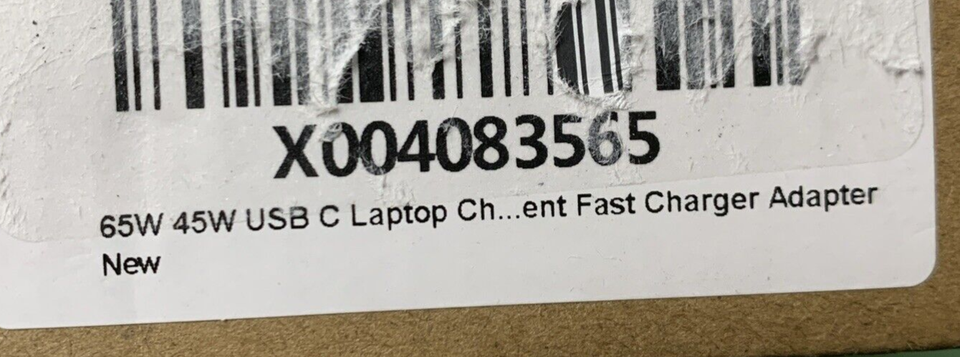 X004083565
65W 45W USB C Laptop Ch...ent Fast Charger Adapter
New